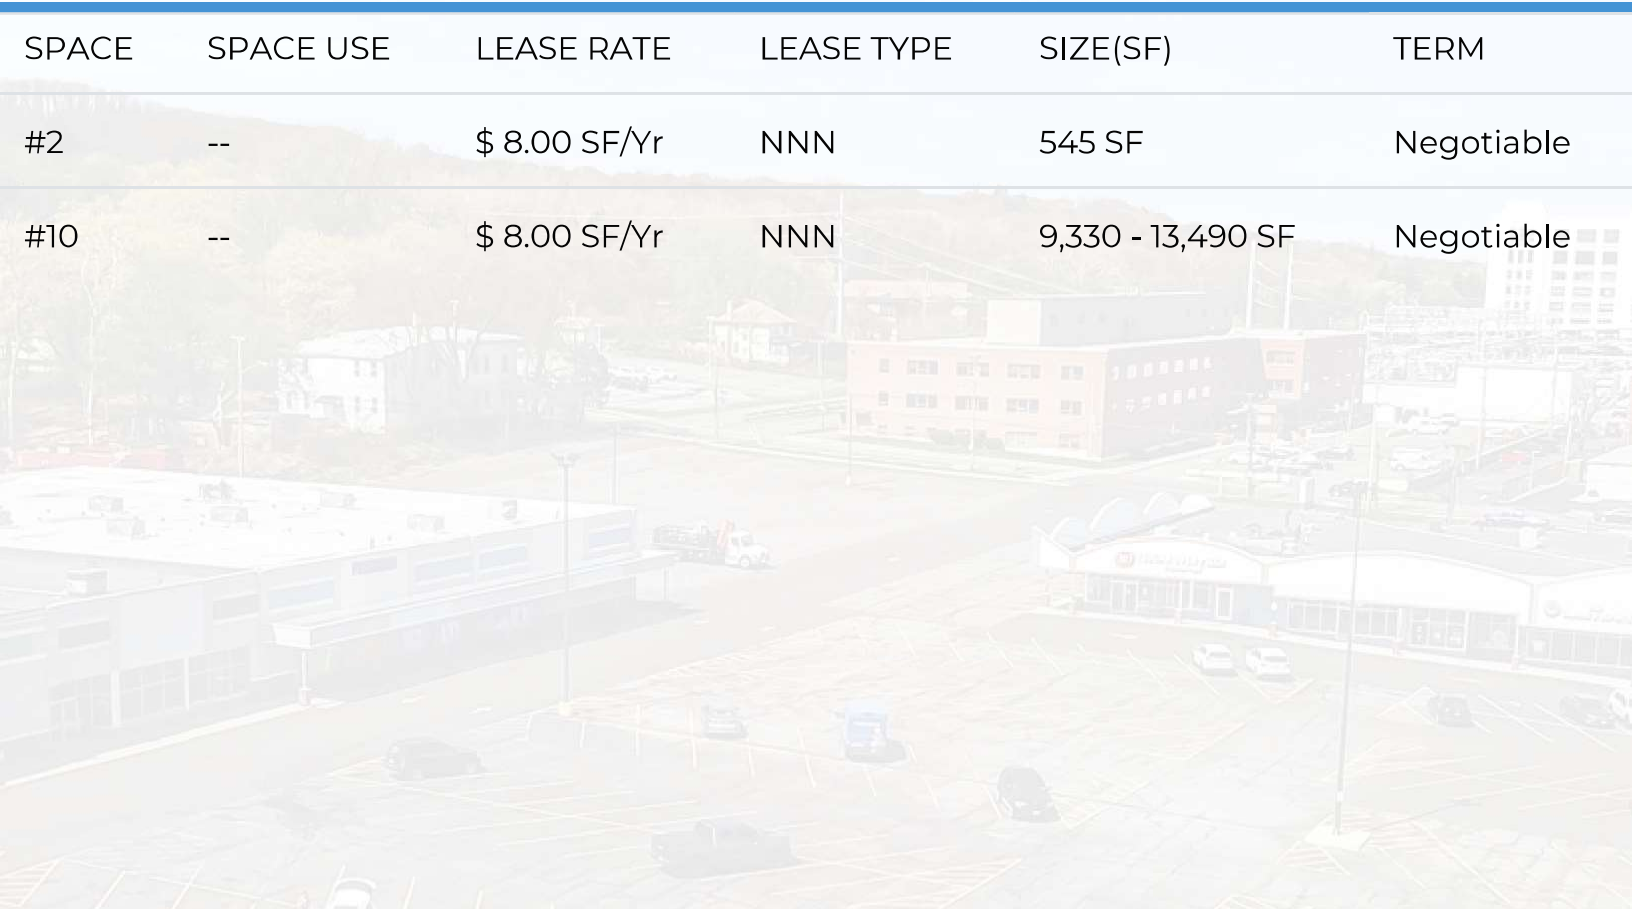 SPACE SPACE USE LEASE RATE LEASE TYPE SIZE(SF) TERM
#2 -- $ 8.00 SF/Yr NNN 545 SF Negotiable
#10 -- $ 8.00 SF/Yr NNN 9,330 - 13,490 SF Negotiable